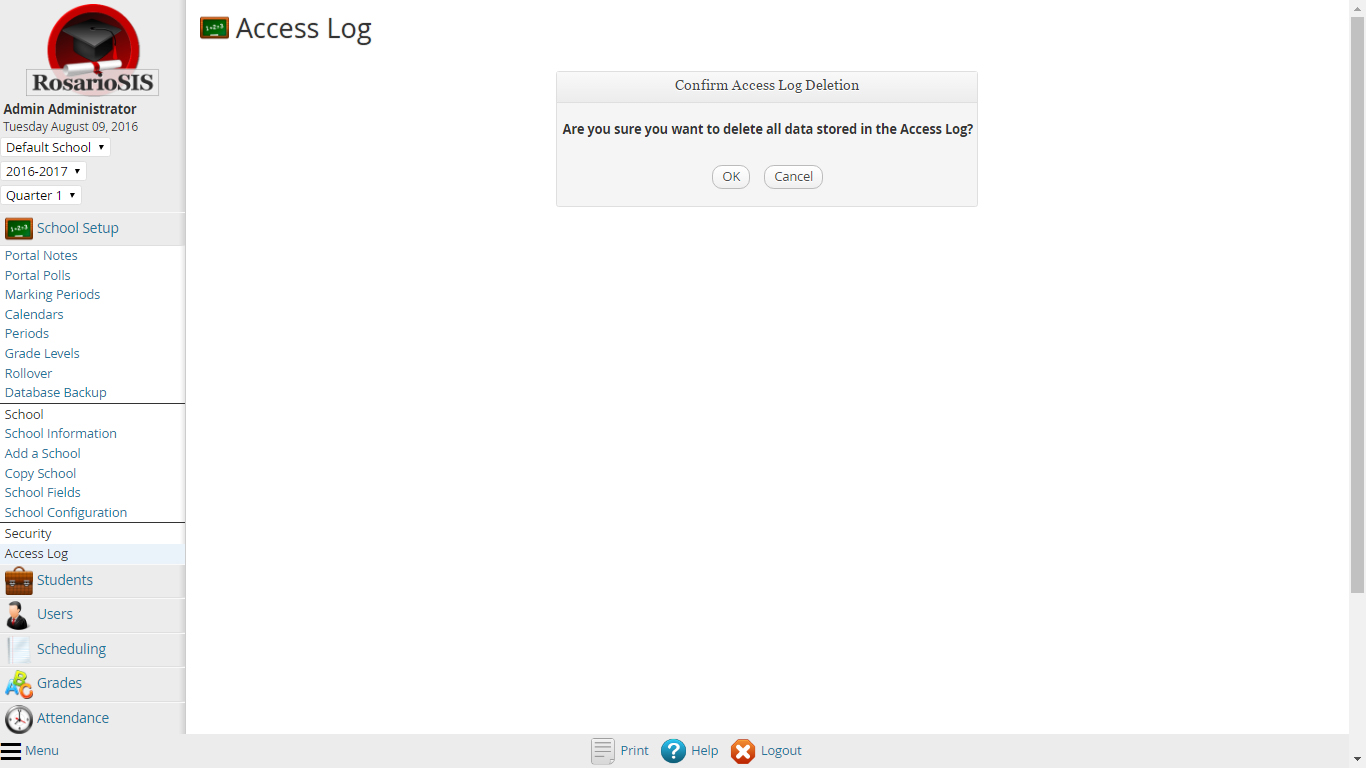 RosarioSIS
Admin Administrator
Tuesday August 09, 2016
Default School
2016-2017
Quarter 1
School Setup
Portal Notes
Portal Polls
Marking Periods
Calendars
Periods
Grade Levels
Rollover
Database Backup
School
School Information
Add a School
Copy School
School Fields
School Configuration
Security
Access Log
Students
Users
Scheduling
Grades
Attendance
Menu
Access Log
Confirm Access Log Deletion
Are you sure you want to delete all data stored in the Access Log?
OK Cancel
Print Help Logout